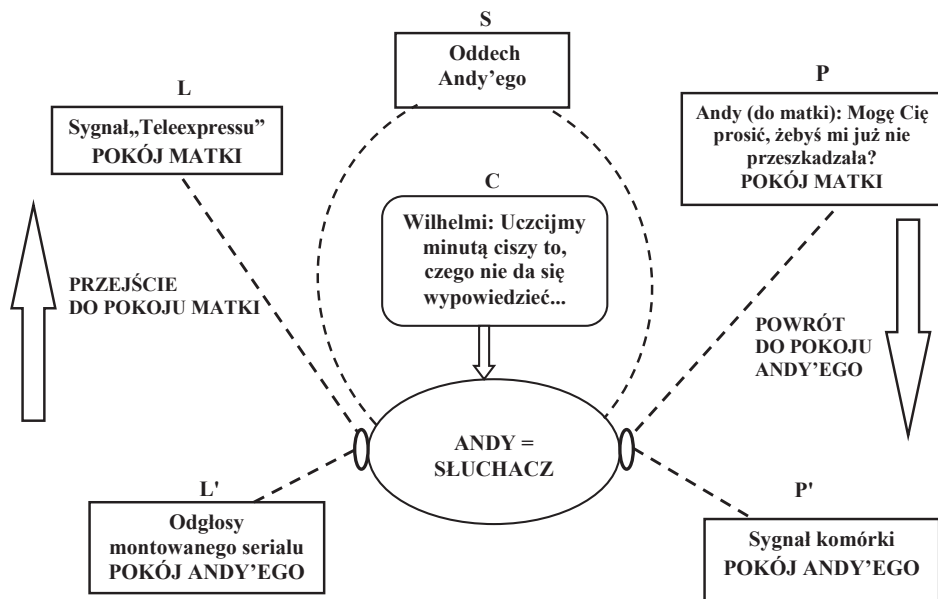 S
Oddech
Andy’ego
L
Sygnał„Teleexpressu”
POKÓJ MATKI
P
Andy (do matki): Mogę Cię
prosić, żebyś mi już nie
przeszkadzała?
POKÓJ MATKI
C
Wilhelmi: Uczcijmy
minutą ciszy to,
czego nie da się
wypowiedzieć...
PRZEJŚCIE
DO POKOJU MATKI
POWRÓT
DO POKOJU
ANDY’EGO
ANDY =
SŁUCHACZ
L'
Odgłosy
montowanego serialu
POKÓJ ANDY’EGO
P'
Sygnał komórki
POKÓJ ANDY’EGO